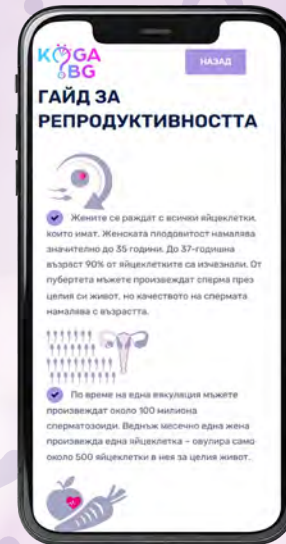 KOGA
.BG
НАЗАД
ГАЙД ЗА
РЕПРОДУКТИВНОСТТА
Жените се раждат с всички яйцеклетки,
които имат. Женската плодовитост намалява
значително до 35 години. До 37-годишна
възраст 90% от яйцеклетките са изчезнали. От
пубертета мъжете произвеждат сперма през
целия си живот, но качеството на спермата
намалява с възрастта.
По време на една еякулация мъжете
произвеждат около 100 милиона
сперматозоиди. Веднъж месечно една жена
произвежда една яйцеклетка – овулира само
около 500 яйцеклетки в нея за целия живот.